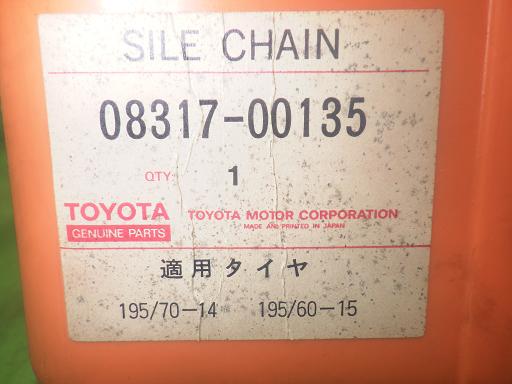 SILE CHAIN
08317-00135
QTY: 1
TOYOTA TOYOTA MOTOR CORPORATION
GENUINE PARTS MADE AND PRINTED IN JAPAN
適用タイヤ
195/70-14 195/60-15